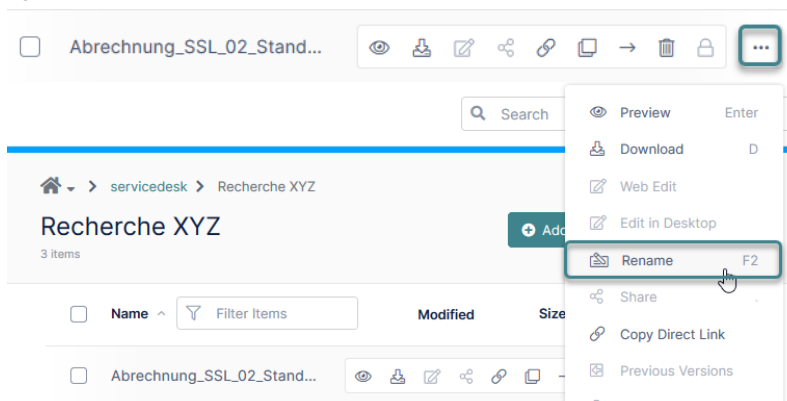 Abrechnung_SSL_02_Stand...
Search
Preview Enter
Download D
Web Edit
Edit in Desktop
Rename F2
Share .
Copy Direct Link
Previous Versions
servicedesk Recherche XYZ
Recherche XYZ
3 items
Add
Name Filter Items Modified Size
Abrechnung_SSL_02_Stand...